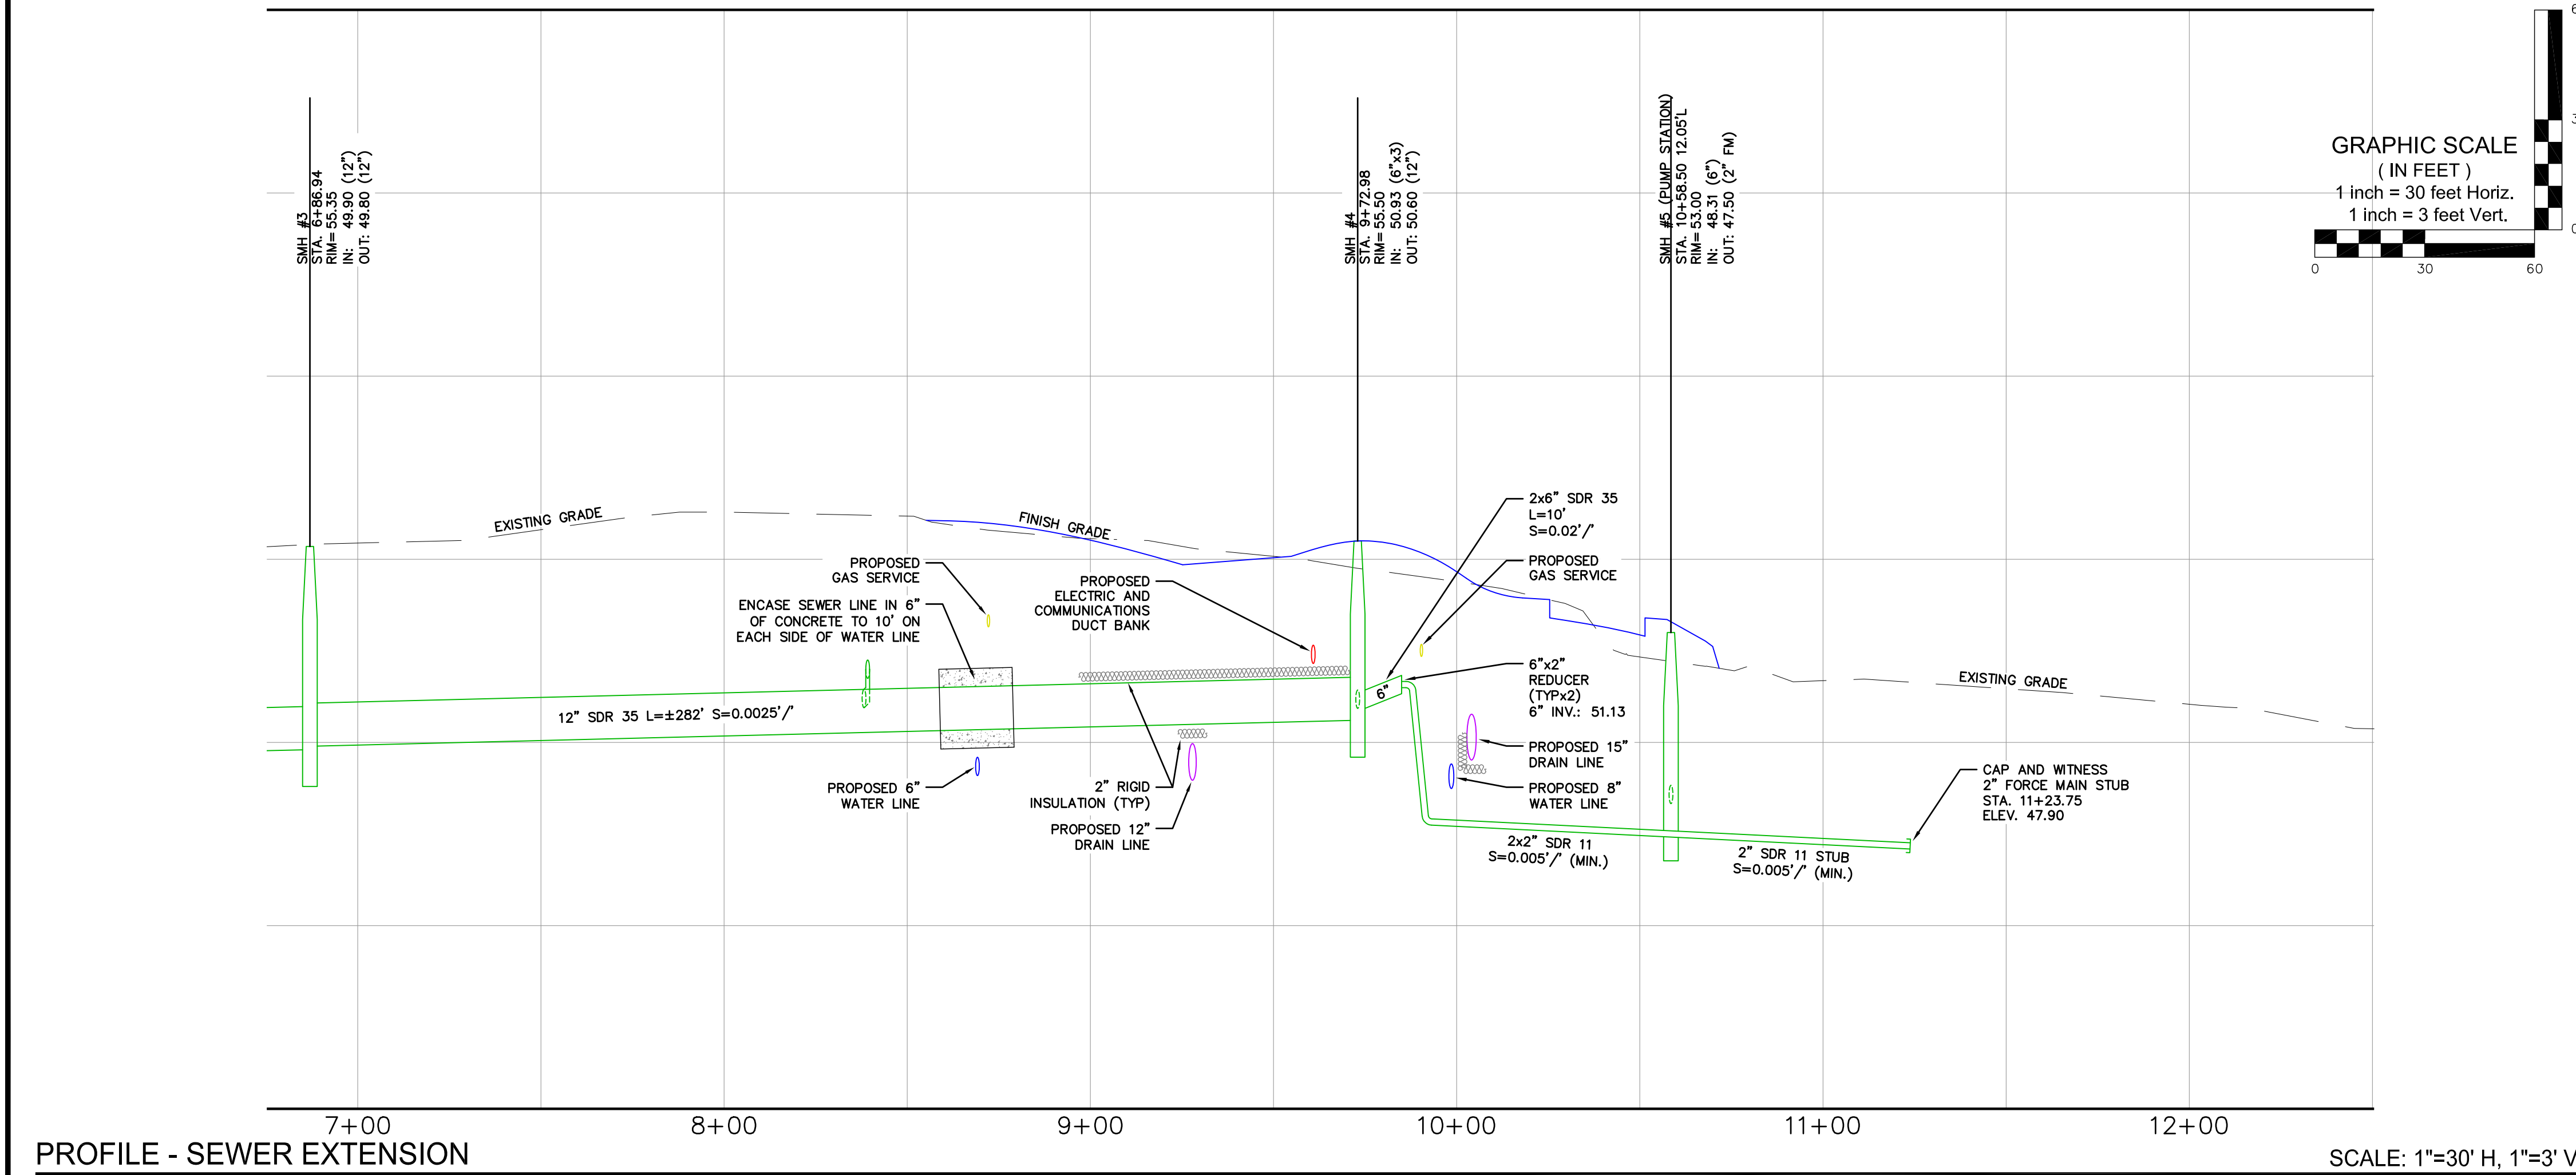 SMH #3
STA. 6+86.94
RIM=55.35
IN: 49.90 (12")
OUT: 49.80 (12")
SMH #4
STA. 9+72.98
RIM=55.50
IN: 50.93 (6"x3)
OUT: 50.60 (12")
SMH #5 (PUMP STATION)
STA. 10+58.50 12.05'L
RIM=53.00
IN: 48.31 (6")
OUT: 47.50 (2" FM)
GRAPHIC SCALE
( IN FEET )
1 inch = 30 feet Horiz.
1 inch = 3 feet Vert.
6
3
0
0 30 60
EXISTING GRADE
FINISH GRADE
2x6" SDR 35
L=10'
S=0.02'/'
PROPOSED
GAS SERVICE
PROPOSED
GAS SERVICE
ENCASE SEWER LINE IN 6"
OF CONCRETE TO 10' ON
EACH SIDE OF WATER LINE
PROPOSED
ELECTRIC AND
COMMUNICATIONS
DUCT BANK
6"
6"x2"
REDUCER
(TYPx2)
6" INV.: 51.13
EXISTING GRADE
12" SDR 35 L=±282' S=0.0025'/'
PROPOSED 6"
WATER LINE
2" RIGID
INSULATION (TYP)
PROPOSED 12"
DRAIN LINE
PROPOSED 15"
DRAIN LINE
PROPOSED 8"
WATER LINE
CAP AND WITNESS
2" FORCE MAIN STUB
STA. 11+23.75
ELEV. 47.90
2x2" SDR 11
S=0.005'/' (MIN.)
2" SDR 11 STUB
S=0.005'/' (MIN.)
7+00 8+00 9+00 10+00 11+00 12+00
PROFILE - SEWER EXTENSION
SCALE: 1"=30' H, 1"=3' V